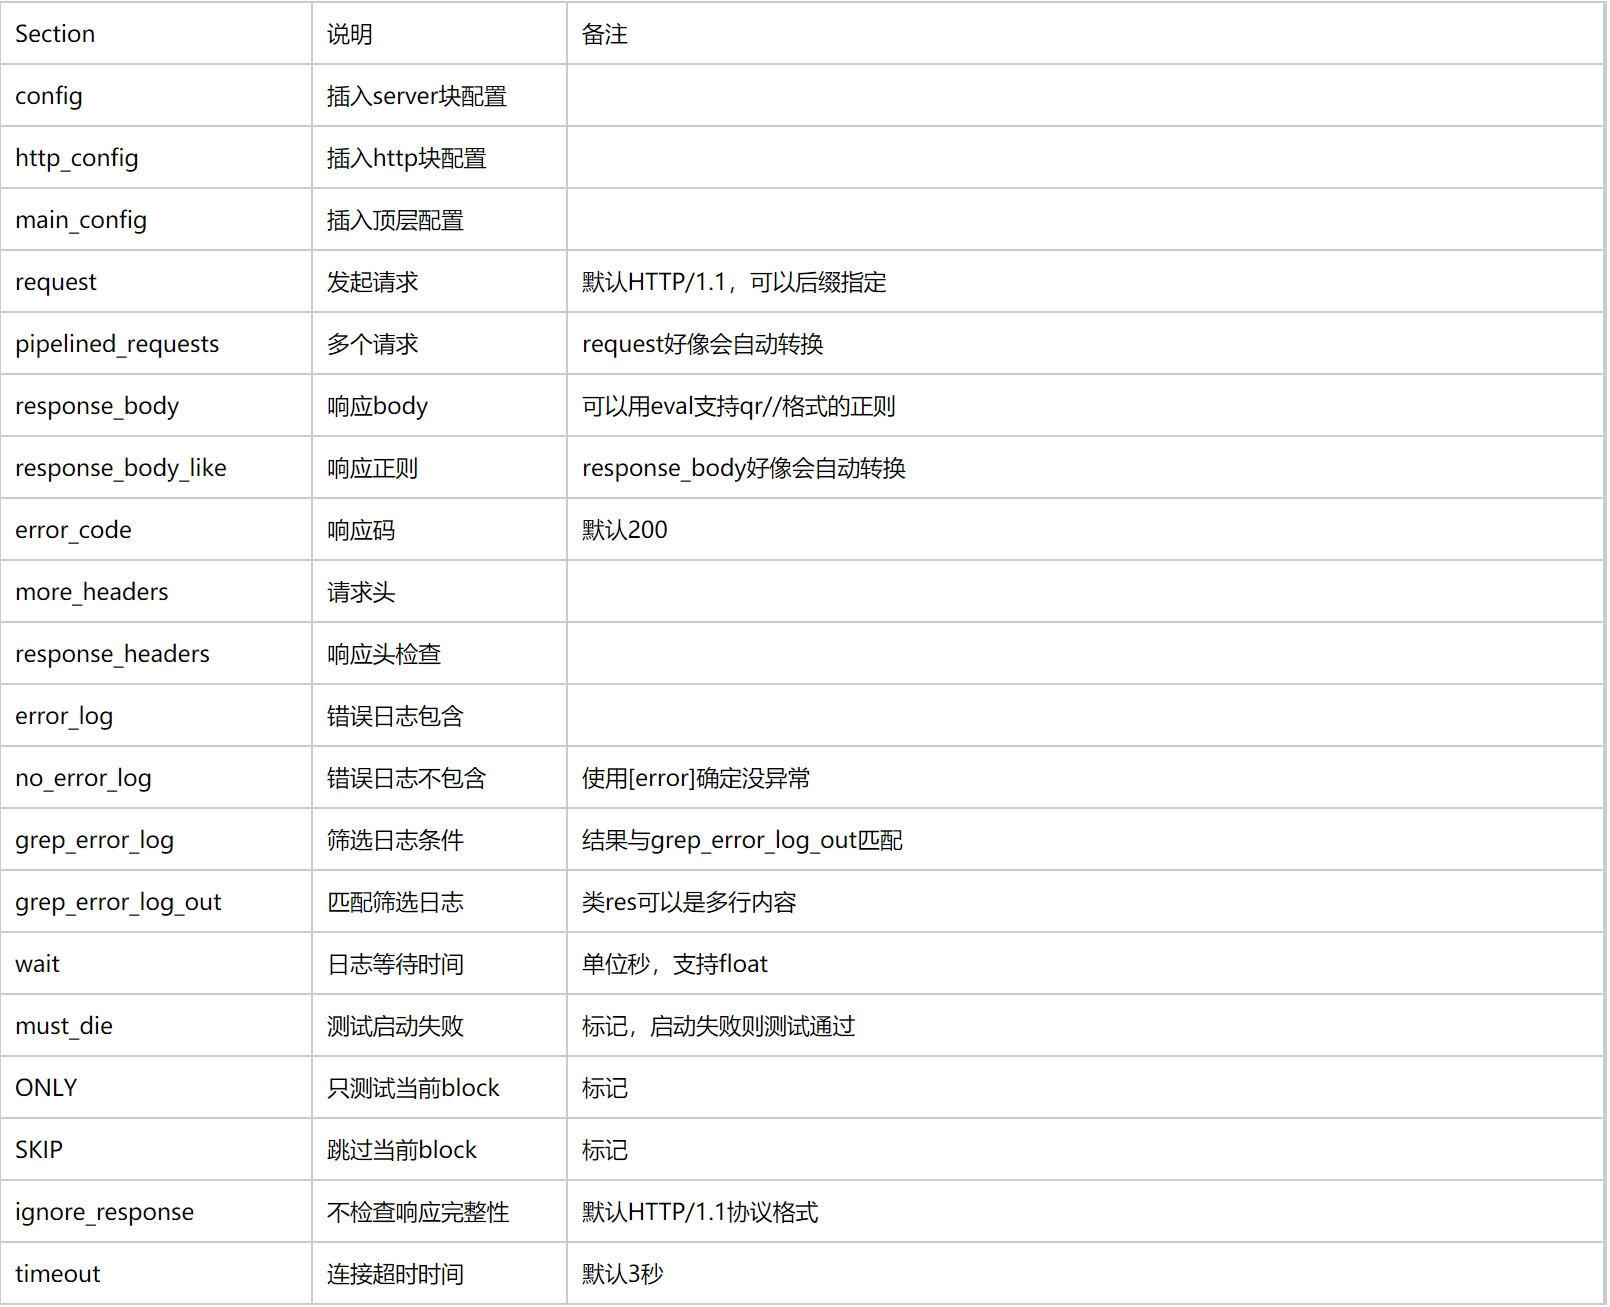 Section 说明 备注
config 插入server块配置
http_config 插入http块配置
main_config 插入顶层配置
request 发起请求 默认HTTP/1.1，可以后缀指定
pipelined_requests 多个请求 request好像会自动转换
response_body 响应body 可以用eval支持qr//格式的正则
response_body_like 响应正则 response_body好像会自动转换
error_code 响应码 默认200
more_headers 请求头
response_headers 响应头检查
error_log 错误日志包含
no_error_log 错误日志不包含 使用[error]确定没异常
grep_error_log 筛选日志条件 结果与grep_error_log_out匹配
grep_error_log_out 匹配筛选日志 类res可以是多行内容
wait 日志等待时间 单位秒，支持float
must_die 测试启动失败 标记，启动失败则测试通过
ONLY 只测试当前block 标记
SKIP 跳过当前block 标记
ignore_response 不检查响应完整性 默认HTTP/1.1协议格式
timeout 连接超时时间 默认3秒